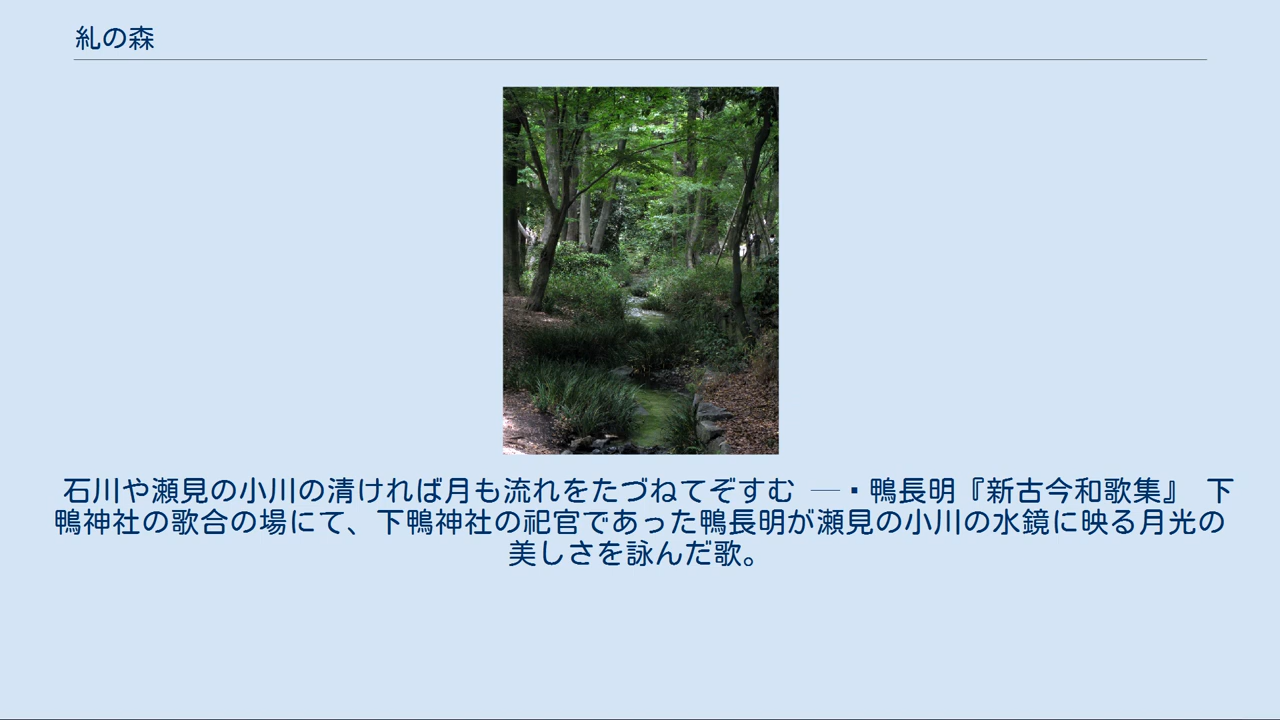 糺の森
石川や瀬見の小川の清ければ月も流れをたづねてぞすむ ―▪鴨長明『新古今和歌集』 下
鴨神社の歌合の場にて、下鴨神社の祀官であった鴨長明が瀬見の小川の水鏡に映る月光の
美しさを詠んだ歌。